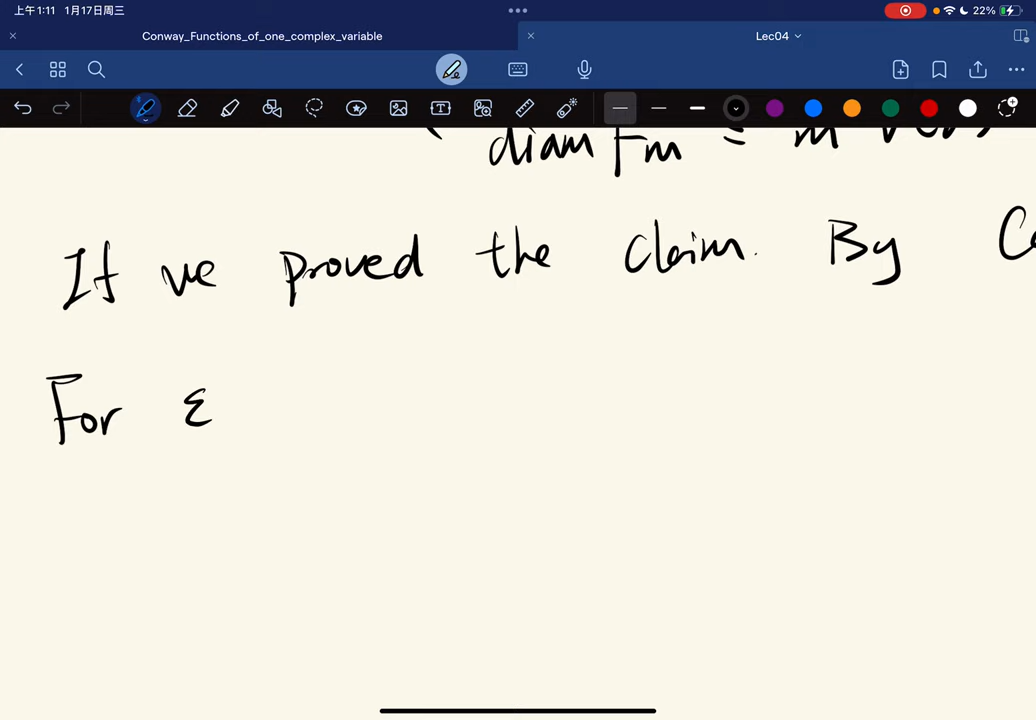 上午1:11 1月17日周三
22%
Conway_Functions_of_one_complex_variable
Lec04
diam Fm = m
If we proved the claim. By
For ε